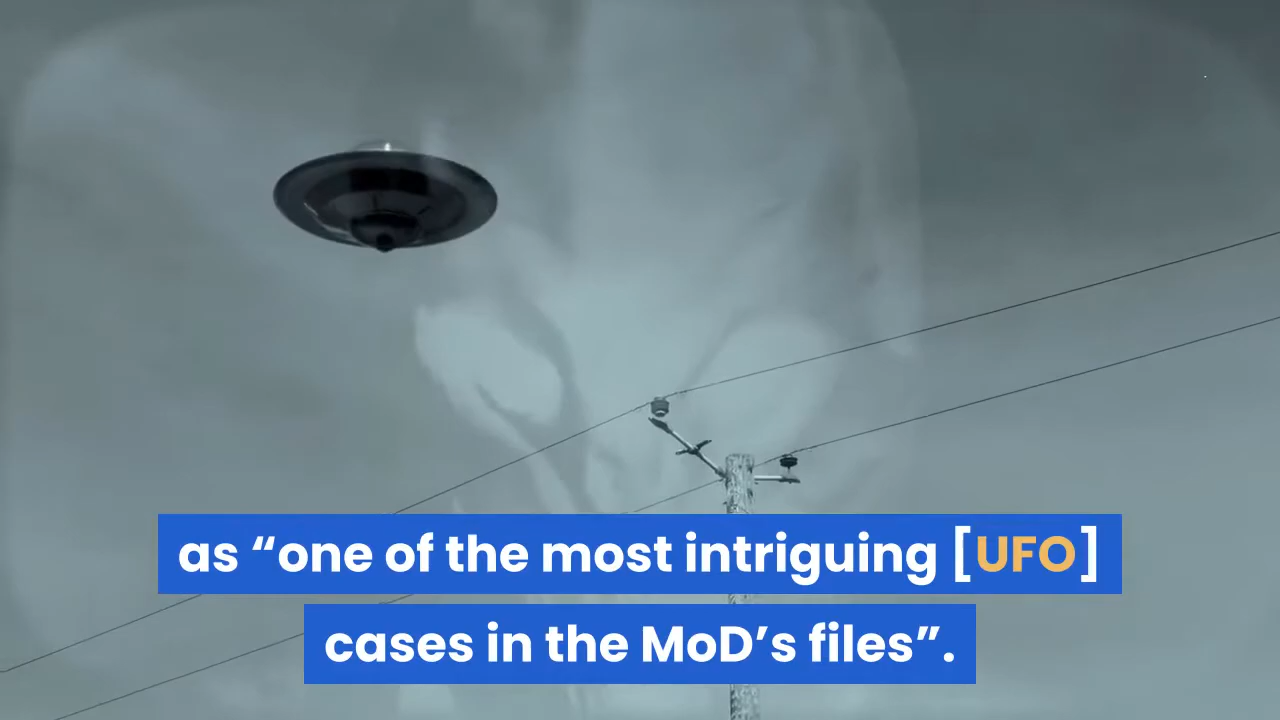 as “one of the most intriguing [UFO]
cases in the MoD’s files”.